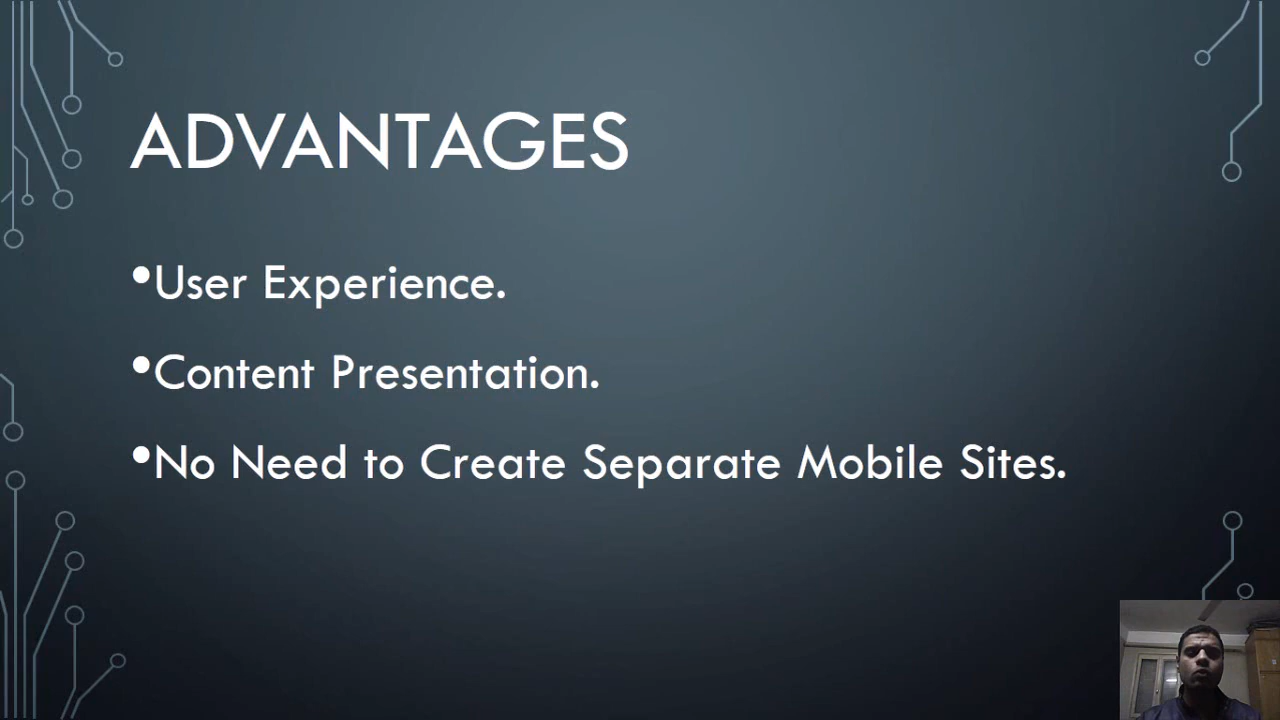 ADVANTAGES
•User Experience.
•Content Presentation.
•No Need to Create Separate Mobile Sites.